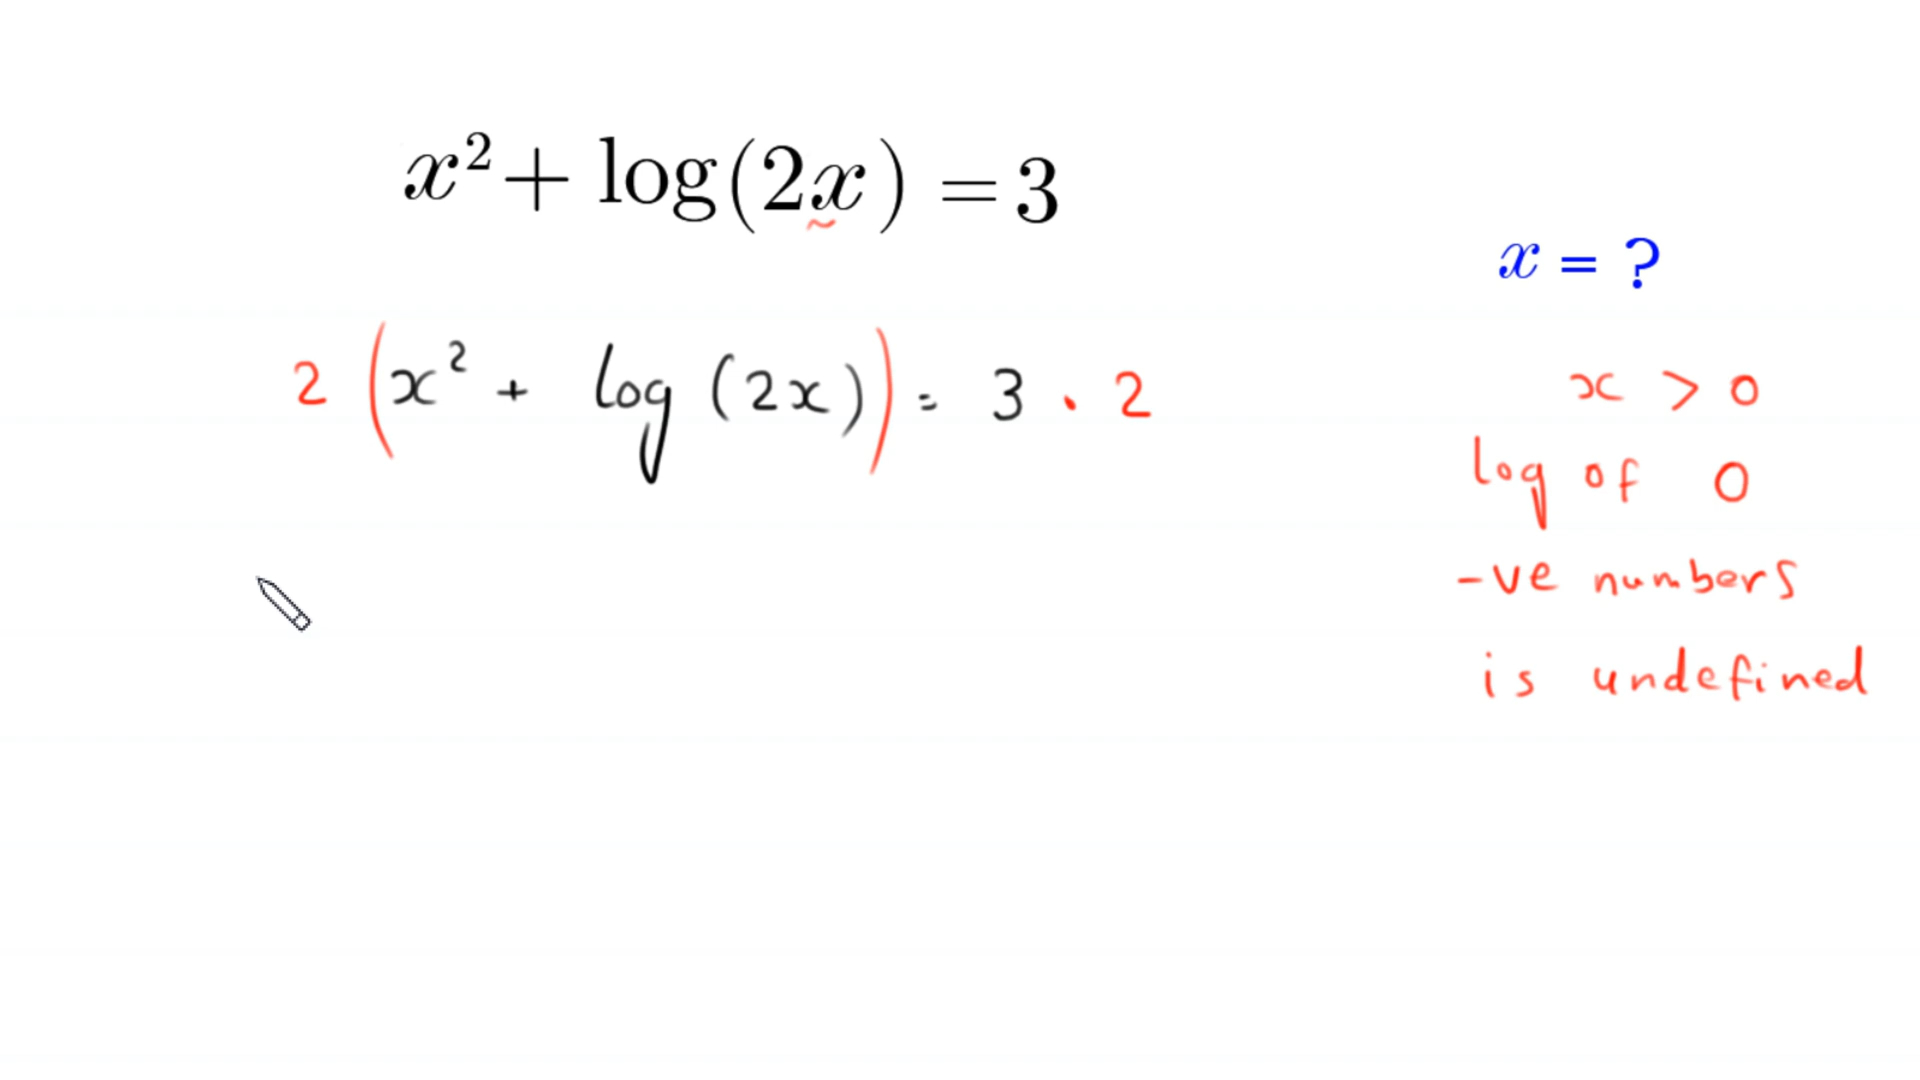 x² + log(2x) = 3
x = ?
2 (x² + log (2x)) = 3 · 2
x > 0
log of 0
-ve numbers
is undefined